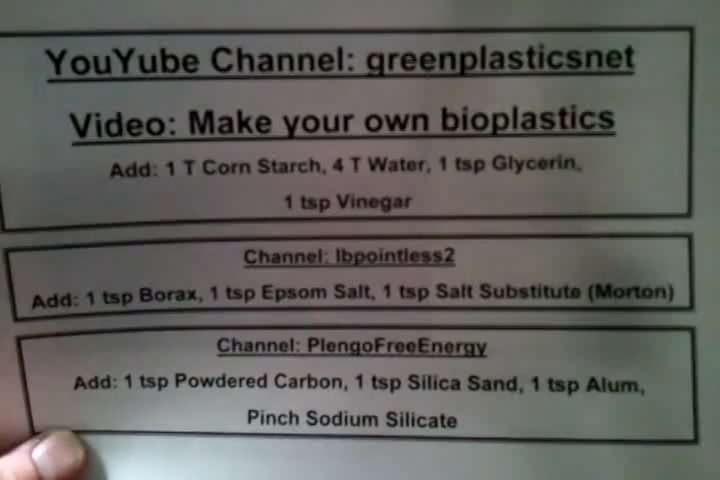 YouYube Channel: greenplasticsnet
Video: Make your own bioplastics
Add: 1 T Corn Starch, 4 T Water, 1 tsp Glycerin,
1 tsp Vinegar
Channel: lbpointless2
Add: 1 tsp Borax, 1 tsp Epsom Salt, 1 tsp Salt Substitute (Morton)
Channel: PlengoFreeEnergy
Add: 1 tsp Powdered Carbon, 1 tsp Silica Sand, 1 tsp Alum,
Pinch Sodium Silicate